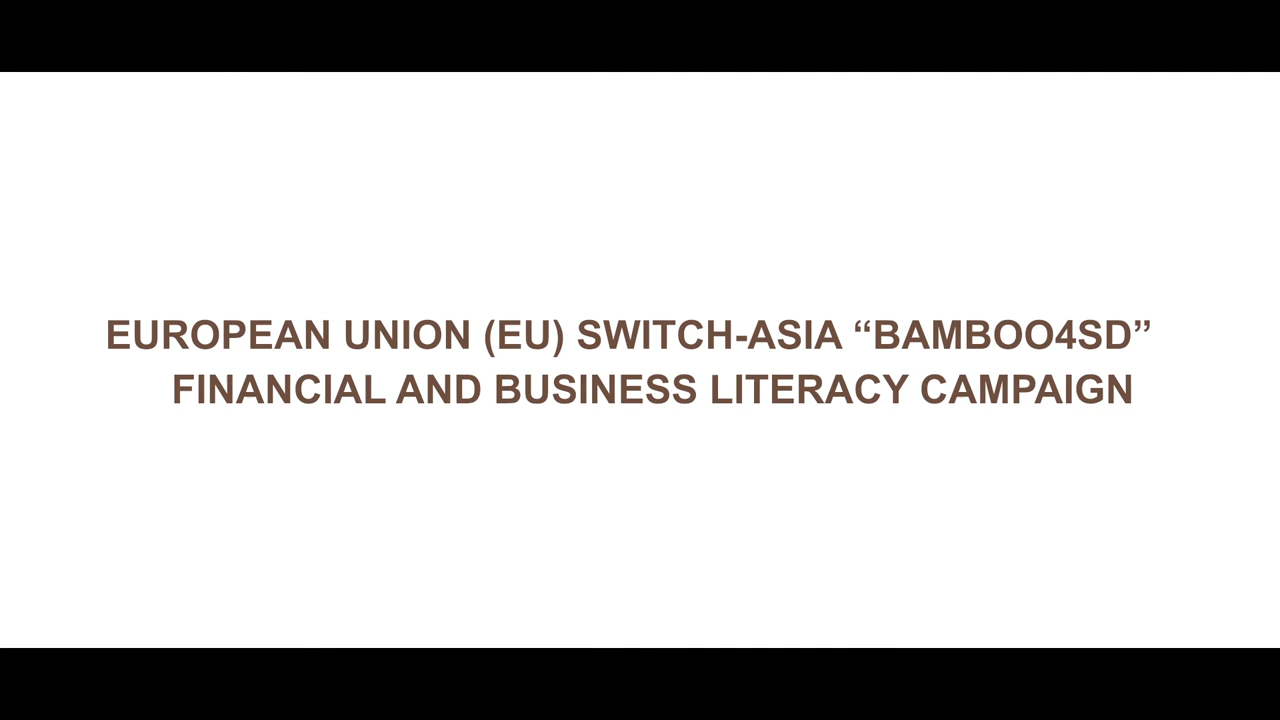 EUROPEAN UNION (EU) SWITCH-ASIA “BAMBOO4SD”
FINANCIAL AND BUSINESS LITERACY CAMPAIGN